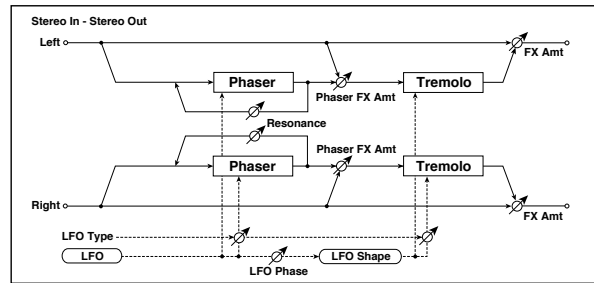 Stereo In - Stereo Out
Left
FX Amt
Phaser
Tremolo
Phaser FX Amt
Resonance
Phaser FX Amt
Phaser
Tremolo
Right
FX Amt
LFO Type
LFO
LFO Shape
LFO Phase